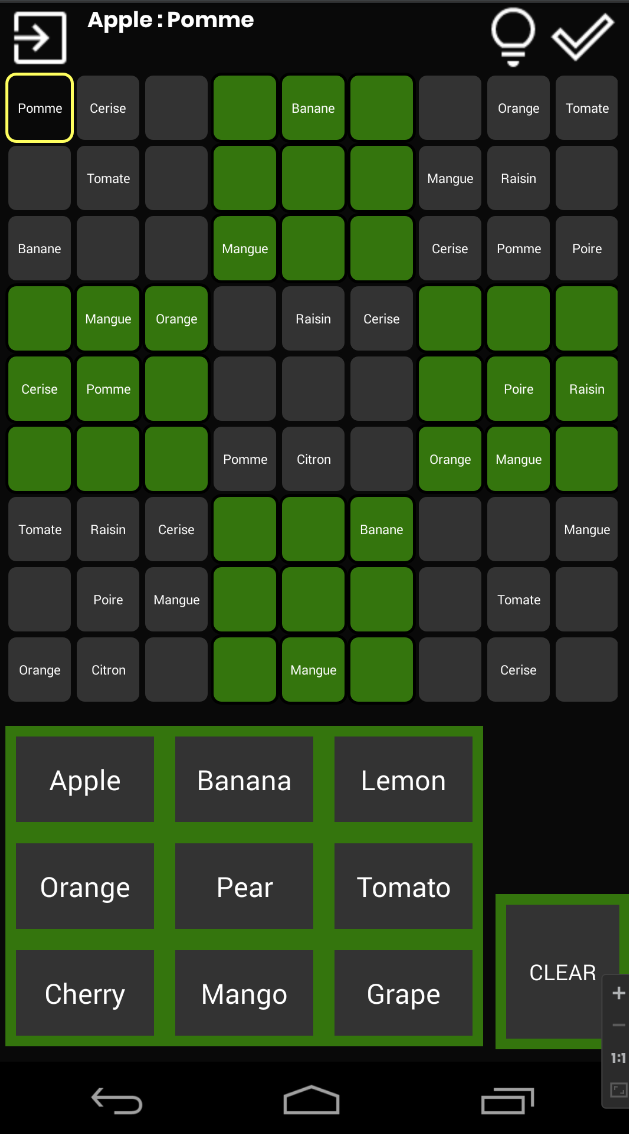 Apple : Pomme
Pomme Cerise Banane Orange Tomate
Tomate Mangue Raisin
Banane Mangue Cerise Pomme Poire
Mangue Orange Raisin Cerise
Cerise Pomme Poire Raisin
Pomme Citron Orange Mangue
Tomate Raisin Cerise Banane Mangue
Poire Mangue Tomate
Orange Citron Mangue Cerise
Apple Banana Lemon
Orange Pear Tomato
Cherry Mango Grape
CLEAR
1:1